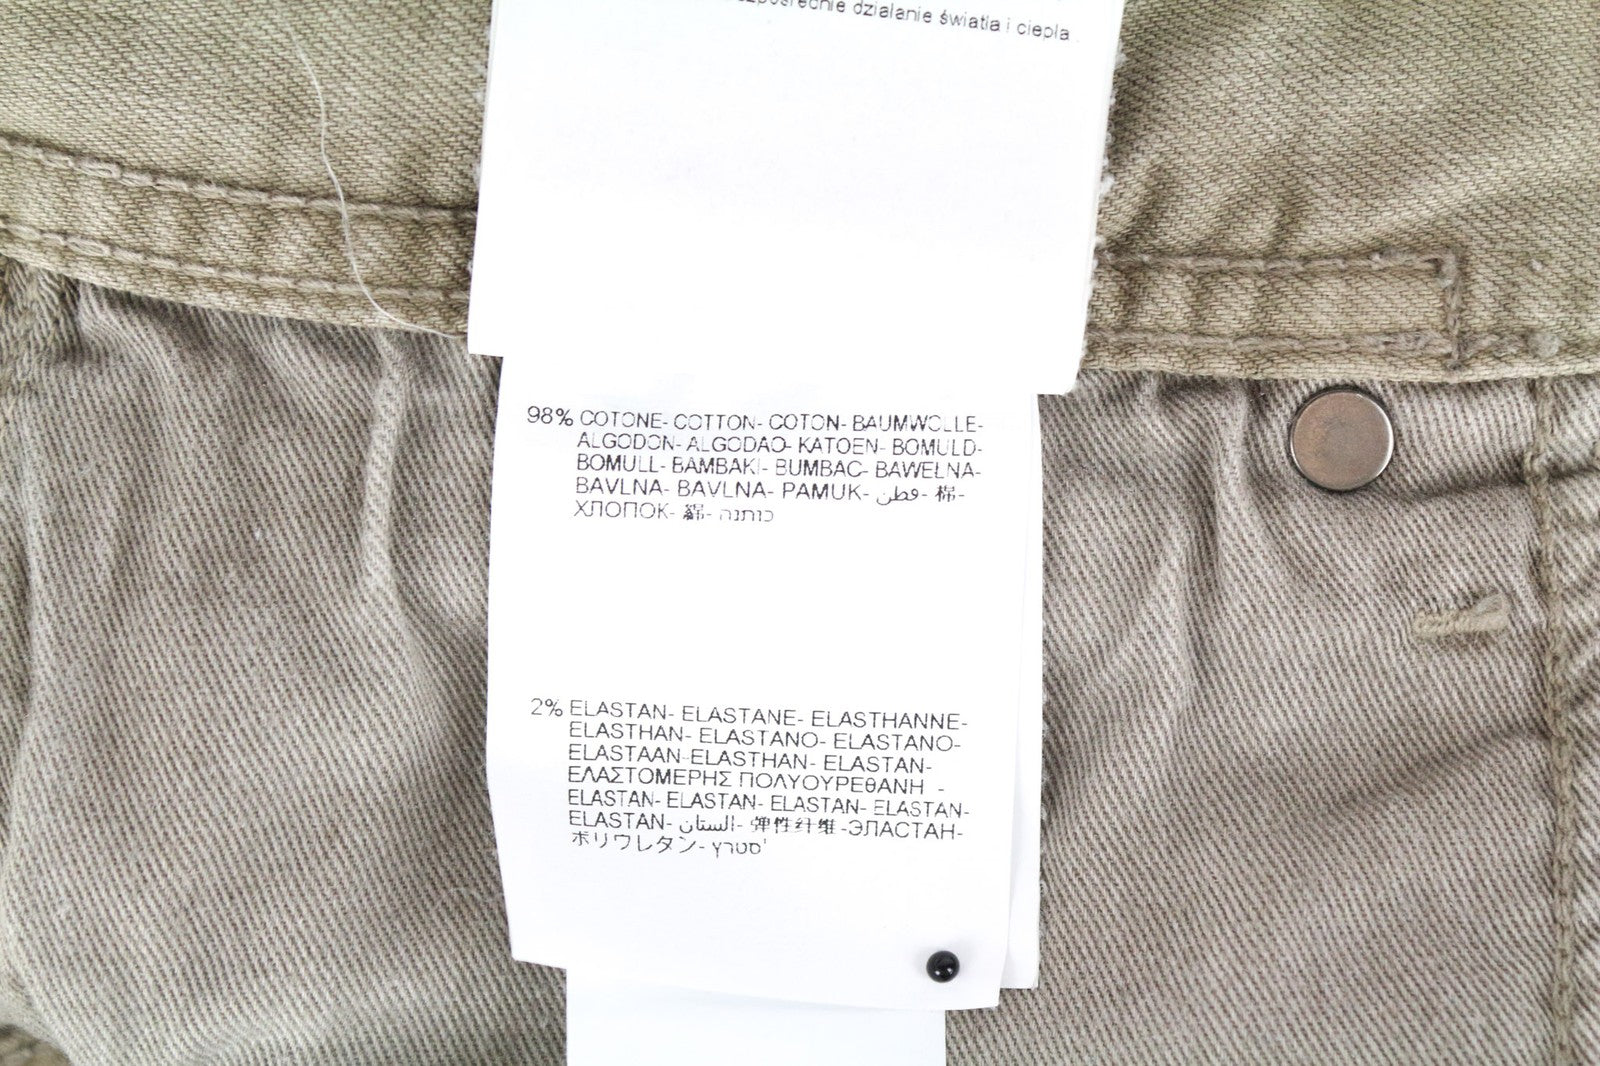 działanie światła i ciepła .
98% COTONE- COTTON- COTON- BAUMWOLLE-
ALGODON- ALGODAO- KATOEN- BOMULD-
BOMULL- BAMBAKI- BUMBAC- BAWEŁNA-
BAVLNA- BAVLNA- PAMUK- قطن- 棉-
ХЛОПОК- 綿- כותנה
2% ELASTAN- ELASTANE- ELASTHANNE-
ELASTHAN- ELASTANO- ELASTANO-
ELASTAAN-ELASTHAN- ELASTAN-
ΕΛΑΣΤΟΜΕΡΗΣ ΠΟΛΥΟΥΡΕΘΑΝΗ -
ELASTAN- ELASTAN- ELASTAN- ELASTAN-
ELASTAN- الستان- 弹性纤维 -ЭЛАСТАН-
ポリウレタン- סטרץ'